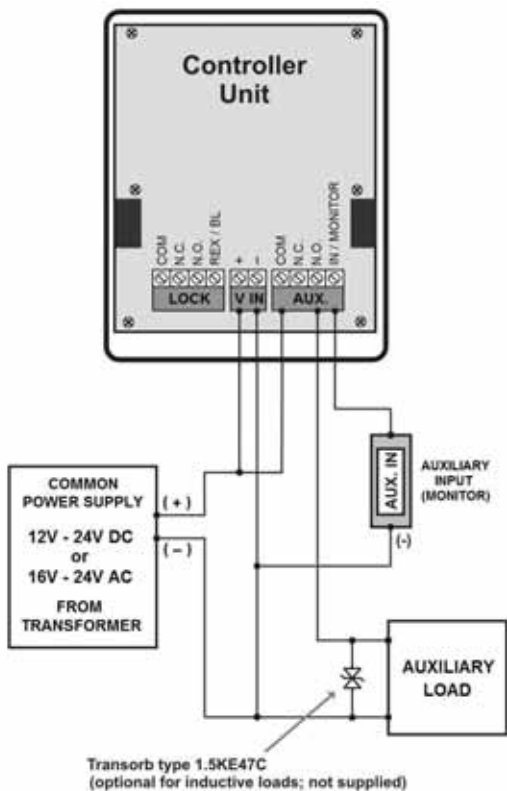 Controller
Unit
COM
N.C.
N.O.
REX / BL
+
–
COM
N.C.
N.O.
IN / MONITOR
LOCK
V IN
AUX.
COMMON
POWER SUPPLY
12V - 24V DC
or
16V - 24V AC
FROM
TRANSFORMER
(+)
(–)
AUX. IN
AUXILIARY
INPUT
(MONITOR)
(-)
AUXILIARY
LOAD
Transorb type 1.5KE47C
(optional for inductive loads; not supplied)